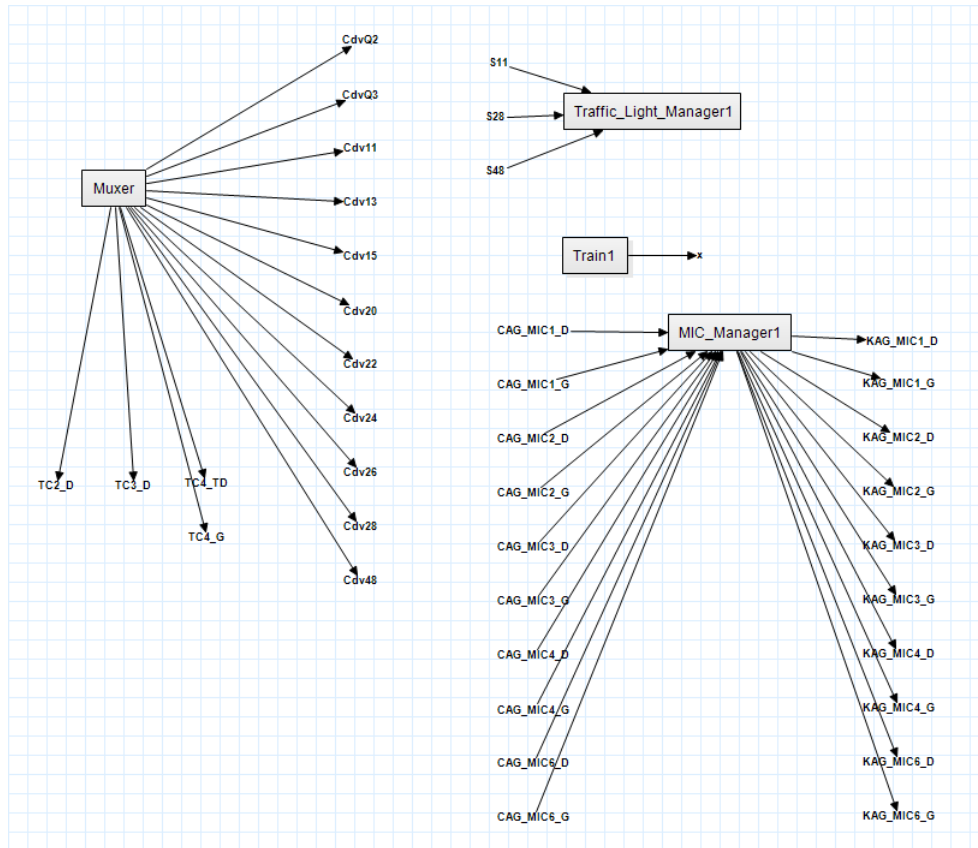 CdvQ2
CdvQ3
Cdv11
Muxer
Cdv13
Cdv15
Cdv20
Cdv22
Cdv24
Cdv26
Cdv28
Cdv48
TC2_D
TC3_D
TC4_TD
TC4_G
S11
Traffic_Light_Manager1
S28
S48
Train1
x
MIC_Manager1
CAG_MIC1_D
CAG_MIC1_G
CAG_MIC2_D
CAG_MIC2_G
CAG_MIC3_D
CAG_MIC3_G
CAG_MIC4_D
CAG_MIC4_G
CAG_MIC6_D
CAG_MIC6_G
KAG_MIC1_D
KAG_MIC1_G
KAG_MIC2_D
KAG_MIC2_G
KAG_MIC3_D
KAG_MIC3_G
KAG_MIC4_D
KAG_MIC4_G
KAG_MIC6_D
KAG_MIC6_G